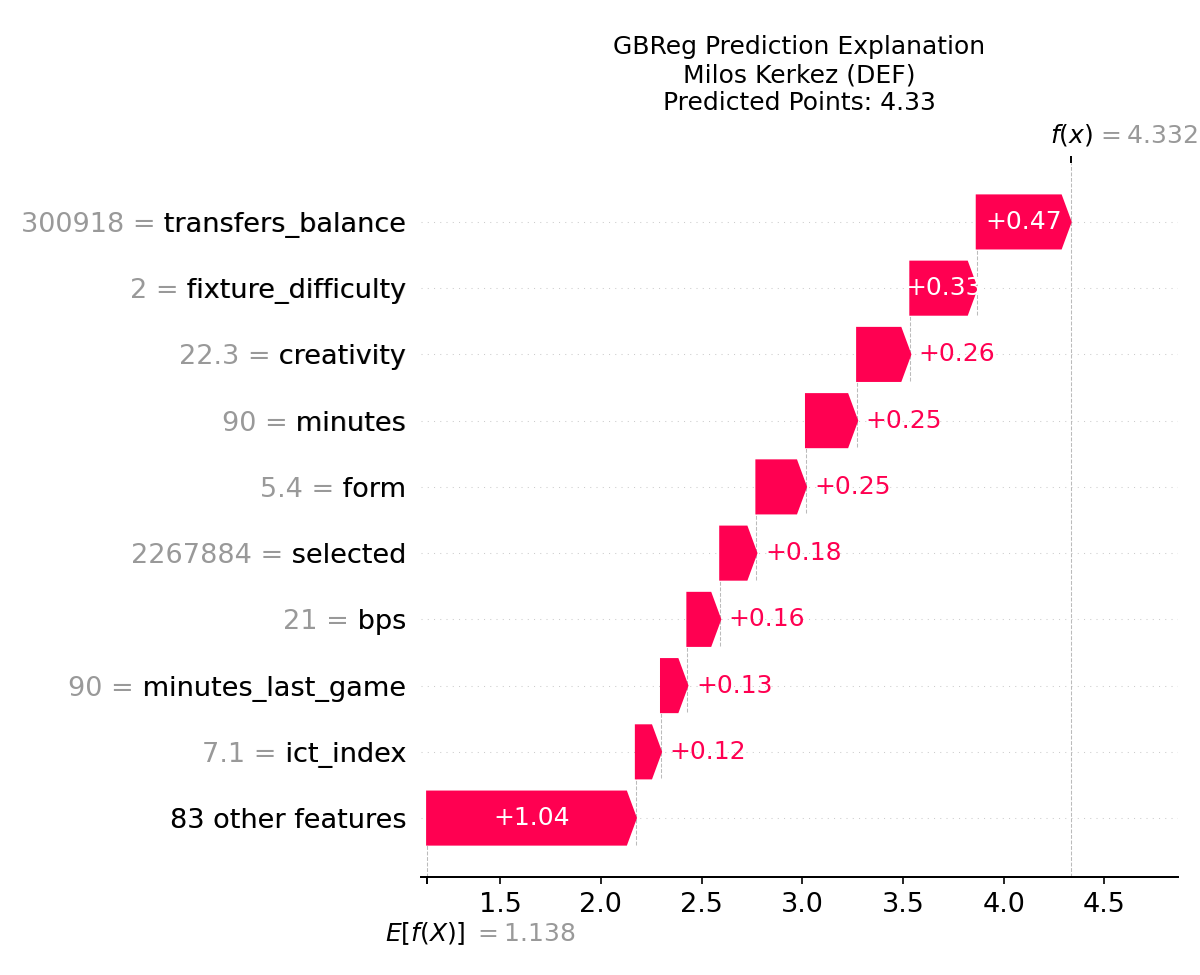 GBReg Prediction Explanation
Milos Kerkez (DEF)
Predicted Points: 4.33
f(x) = 4.332
300918 = transfers_balance +0.47
2 = fixture_difficulty +0.33
22.3 = creativity +0.26
90 = minutes +0.25
5.4 = form +0.25
2267884 = selected +0.18
21 = bps +0.16
90 = minutes_last_game +0.13
7.1 = ict_index +0.12
83 other features +1.04
1.5 2.0 2.5 3.0 3.5 4.0 4.5
E[f(X)] = 1.138